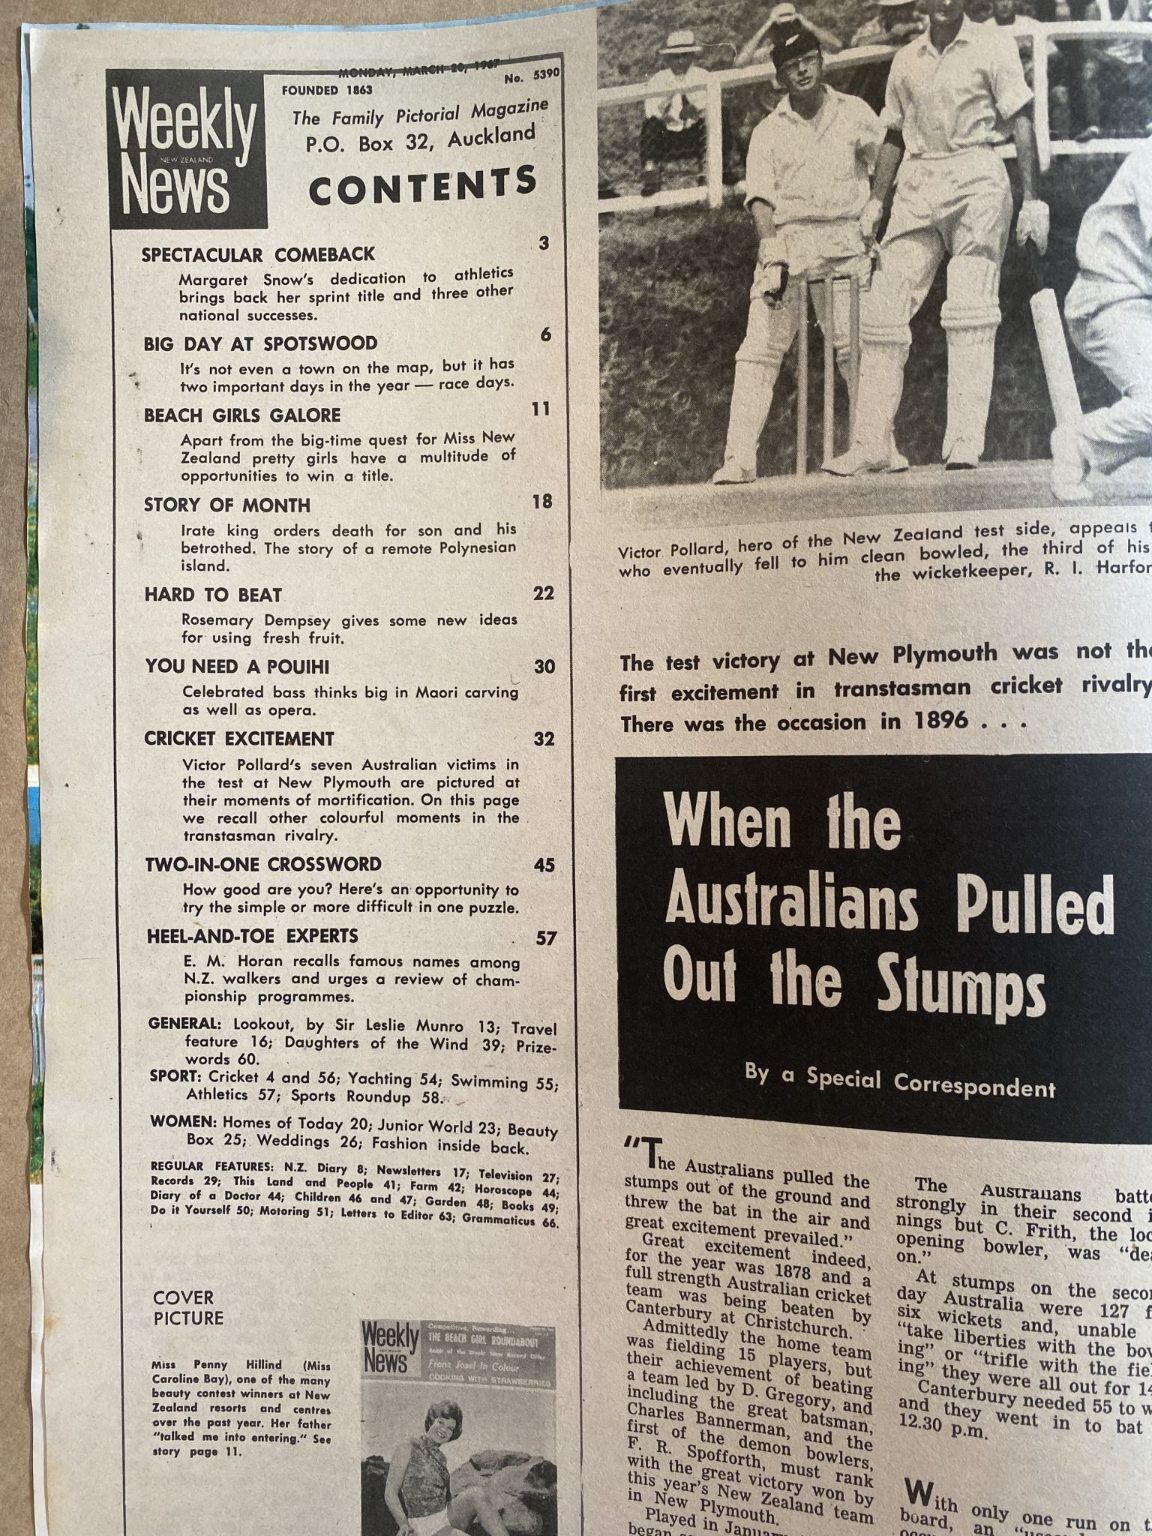 Weekly
NEW ZEALAND
News
MONDAY, MARCH 20, 1967
FOUNDED 1863
No. 5390
The Family Pictorial Magazine
P.O. Box 32, Auckland
CONTENTS
SPECTACULAR COMEBACK 3
Margaret Snow's dedication to athletics
brings back her sprint title and three other
national successes.
BIG DAY AT SPOTSWOOD 6
It's not even a town on the map, but it has
two important days in the year — race days.
BEACH GIRLS GALORE 11
Apart from the big-time quest for Miss New
Zealand pretty girls have a multitude of
opportunities to win a title.
STORY OF MONTH 18
Irate king orders death for son and his
betrothed. The story of a remote Polynesian
island.
HARD TO BEAT 22
Rosemary Dempsey gives some new ideas
for using fresh fruit.
YOU NEED A POUIHI 30
Celebrated bass thinks big in Maori carving
as well as opera.
CRICKET EXCITEMENT 32
Victor Pollard's seven Australian victims in
the test at New Plymouth are pictured at
their moments of mortification. On this page
we recall other colourful moments in the
transtasman rivalry.
TWO-IN-ONE CROSSWORD 45
How good are you? Here's an opportunity to
try the simple or more difficult in one puzzle.
HEEL-AND-TOE EXPERTS 57
E. M. Horan recalls famous names among
N.Z. walkers and urges a review of cham-
pionship programmes.
GENERAL: Lookout, by Sir Leslie Munro 13; Travel
feature 16; Daughters of the Wind 39; Prize-
words 60.
SPORT: Cricket 4 and 56; Yachting 54; Swimming 55;
Athletics 57; Sports Roundup 58.
WOMEN: Homes of Today 20; Junior World 23; Beauty
Box 25; Weddings 26; Fashion inside back.
REGULAR FEATURES: N.Z. Diary 8; Newsletters 17; Television 27;
Records 29; This Land and People 41; Farm 42; Horoscope 44;
Diary of a Doctor 44; Children 46 and 47; Garden 48; Books 49;
Do it Yourself 50; Motoring 51; Letters to Editor 63; Grammaticus 66.
COVER
PICTURE
Miss Penny Hillind (Miss
Caroline Bay), one of the many
beauty contest winners at New
Zealand resorts and centres
over the past year. Her father
"talked me into entering." See
story page 11.
Weekly
News
THE BEACH GIRL ROUNDABOUT
Franz Josef In Colour
COOKING WITH STRAWBERRIES
Victor Pollard, hero of the New Zealand test side, appeals
who eventually fell to him clean bowled, the third of his
the wicketkeeper, R. I. Harfor
The test victory at New Plymouth was not the
first excitement in transtasman cricket rivalry
There was the occasion in 1896 . . .
When the
Australians Pulled
Out the Stumps
By a Special Correspondent
"The Australians pulled the
stumps out of the ground and
threw the bat in the air and
great excitement prevailed."
Great excitement indeed,
for the year was 1878 and a
full strength Australian cricket
team was being beaten by
Canterbury at Christchurch.
Admittedly the home team
was fielding 15 players, but
their achievement of beating
a team led by D. Gregory, and
including the great batsman,
Charles Bannerman, and the
first of the demon bowlers,
F. R. Spofforth, must rank
with the great victory won by
this year's New Zealand team
in New Plymouth.
Played in Janu
began
The Australians batt
strongly in their second i
nings but C. Frith, the loc
opening bowler, was "de
on."
At stumps on the seco
day Australia were 127 f
six wickets and, unable
"take liberties with the bo
ing" or "trifle with the fie
ing" they were all out for 14
Canterbury needed 55 to w
and they went in to bat
12.30 p.m.
With only one run on t
board, an